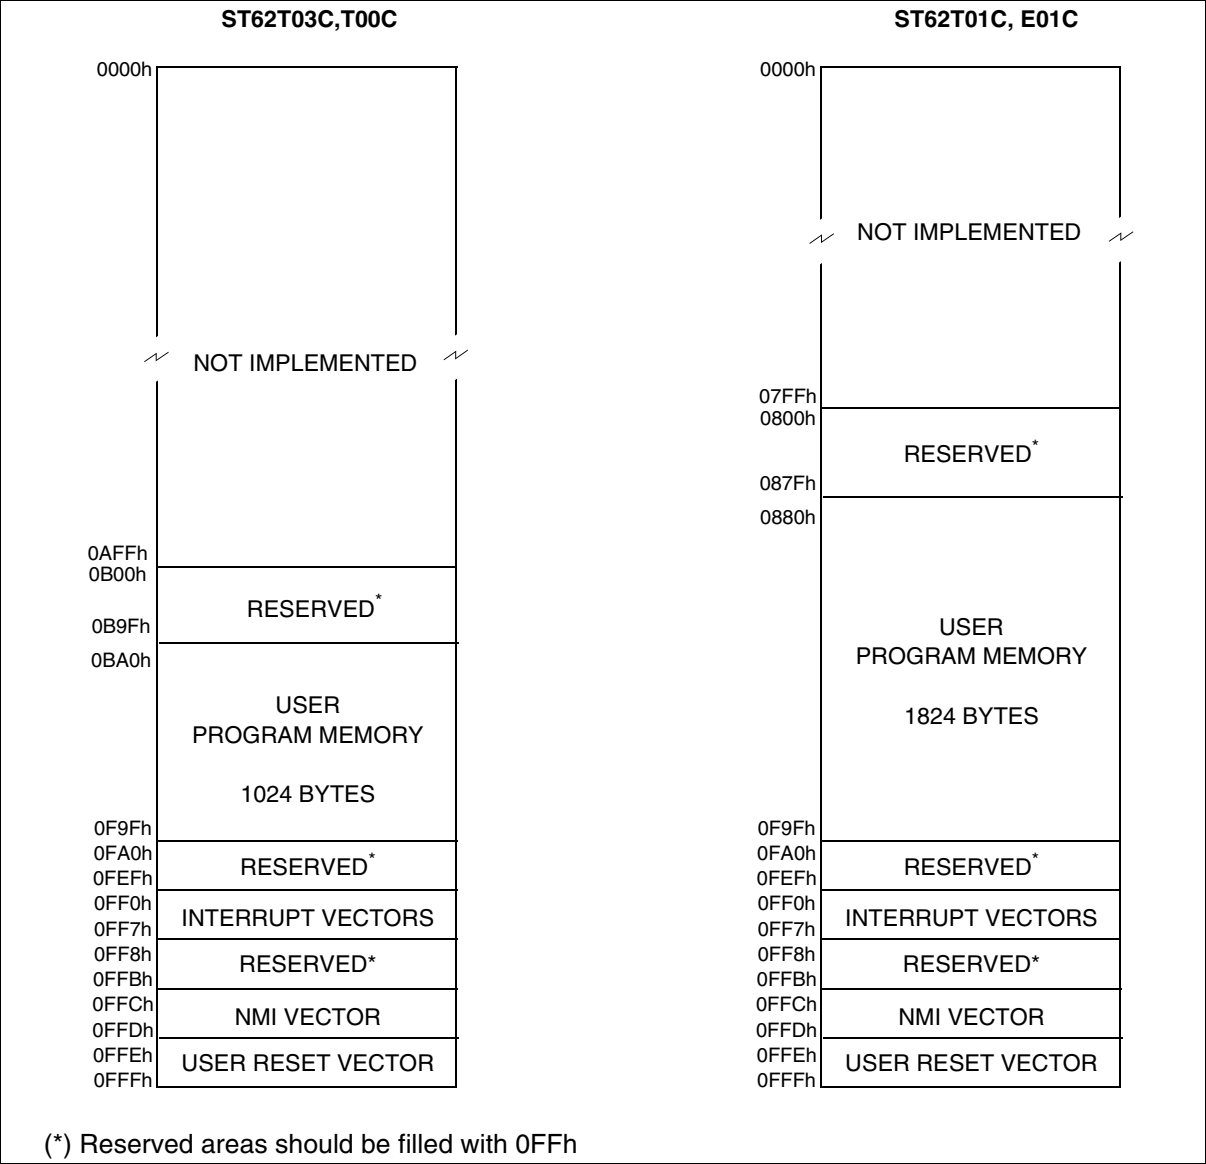 ST62T03C,T00C
0000h
NOT IMPLEMENTED
0AFFh
0B00h
RESERVED*
0B9Fh
0BA0h
USER
PROGRAM MEMORY
1024 BYTES
0F9Fh
0FA0h
RESERVED*
0FEFh
0FF0h
INTERRUPT VECTORS
0FF7h
0FF8h
RESERVED*
0FFBh
0FFCh
NMI VECTOR
0FFDh
0FFEh
USER RESET VECTOR
0FFFh
ST62T01C, E01C
0000h
NOT IMPLEMENTED
07FFh
0800h
RESERVED*
087Fh
0880h
USER
PROGRAM MEMORY
1824 BYTES
0F9Fh
0FA0h
RESERVED*
0FEFh
0FF0h
INTERRUPT VECTORS
0FF7h
0FF8h
RESERVED*
0FFBh
0FFCh
NMI VECTOR
0FFDh
0FFEh
USER RESET VECTOR
0FFFh
(*) Reserved areas should be filled with 0FFh